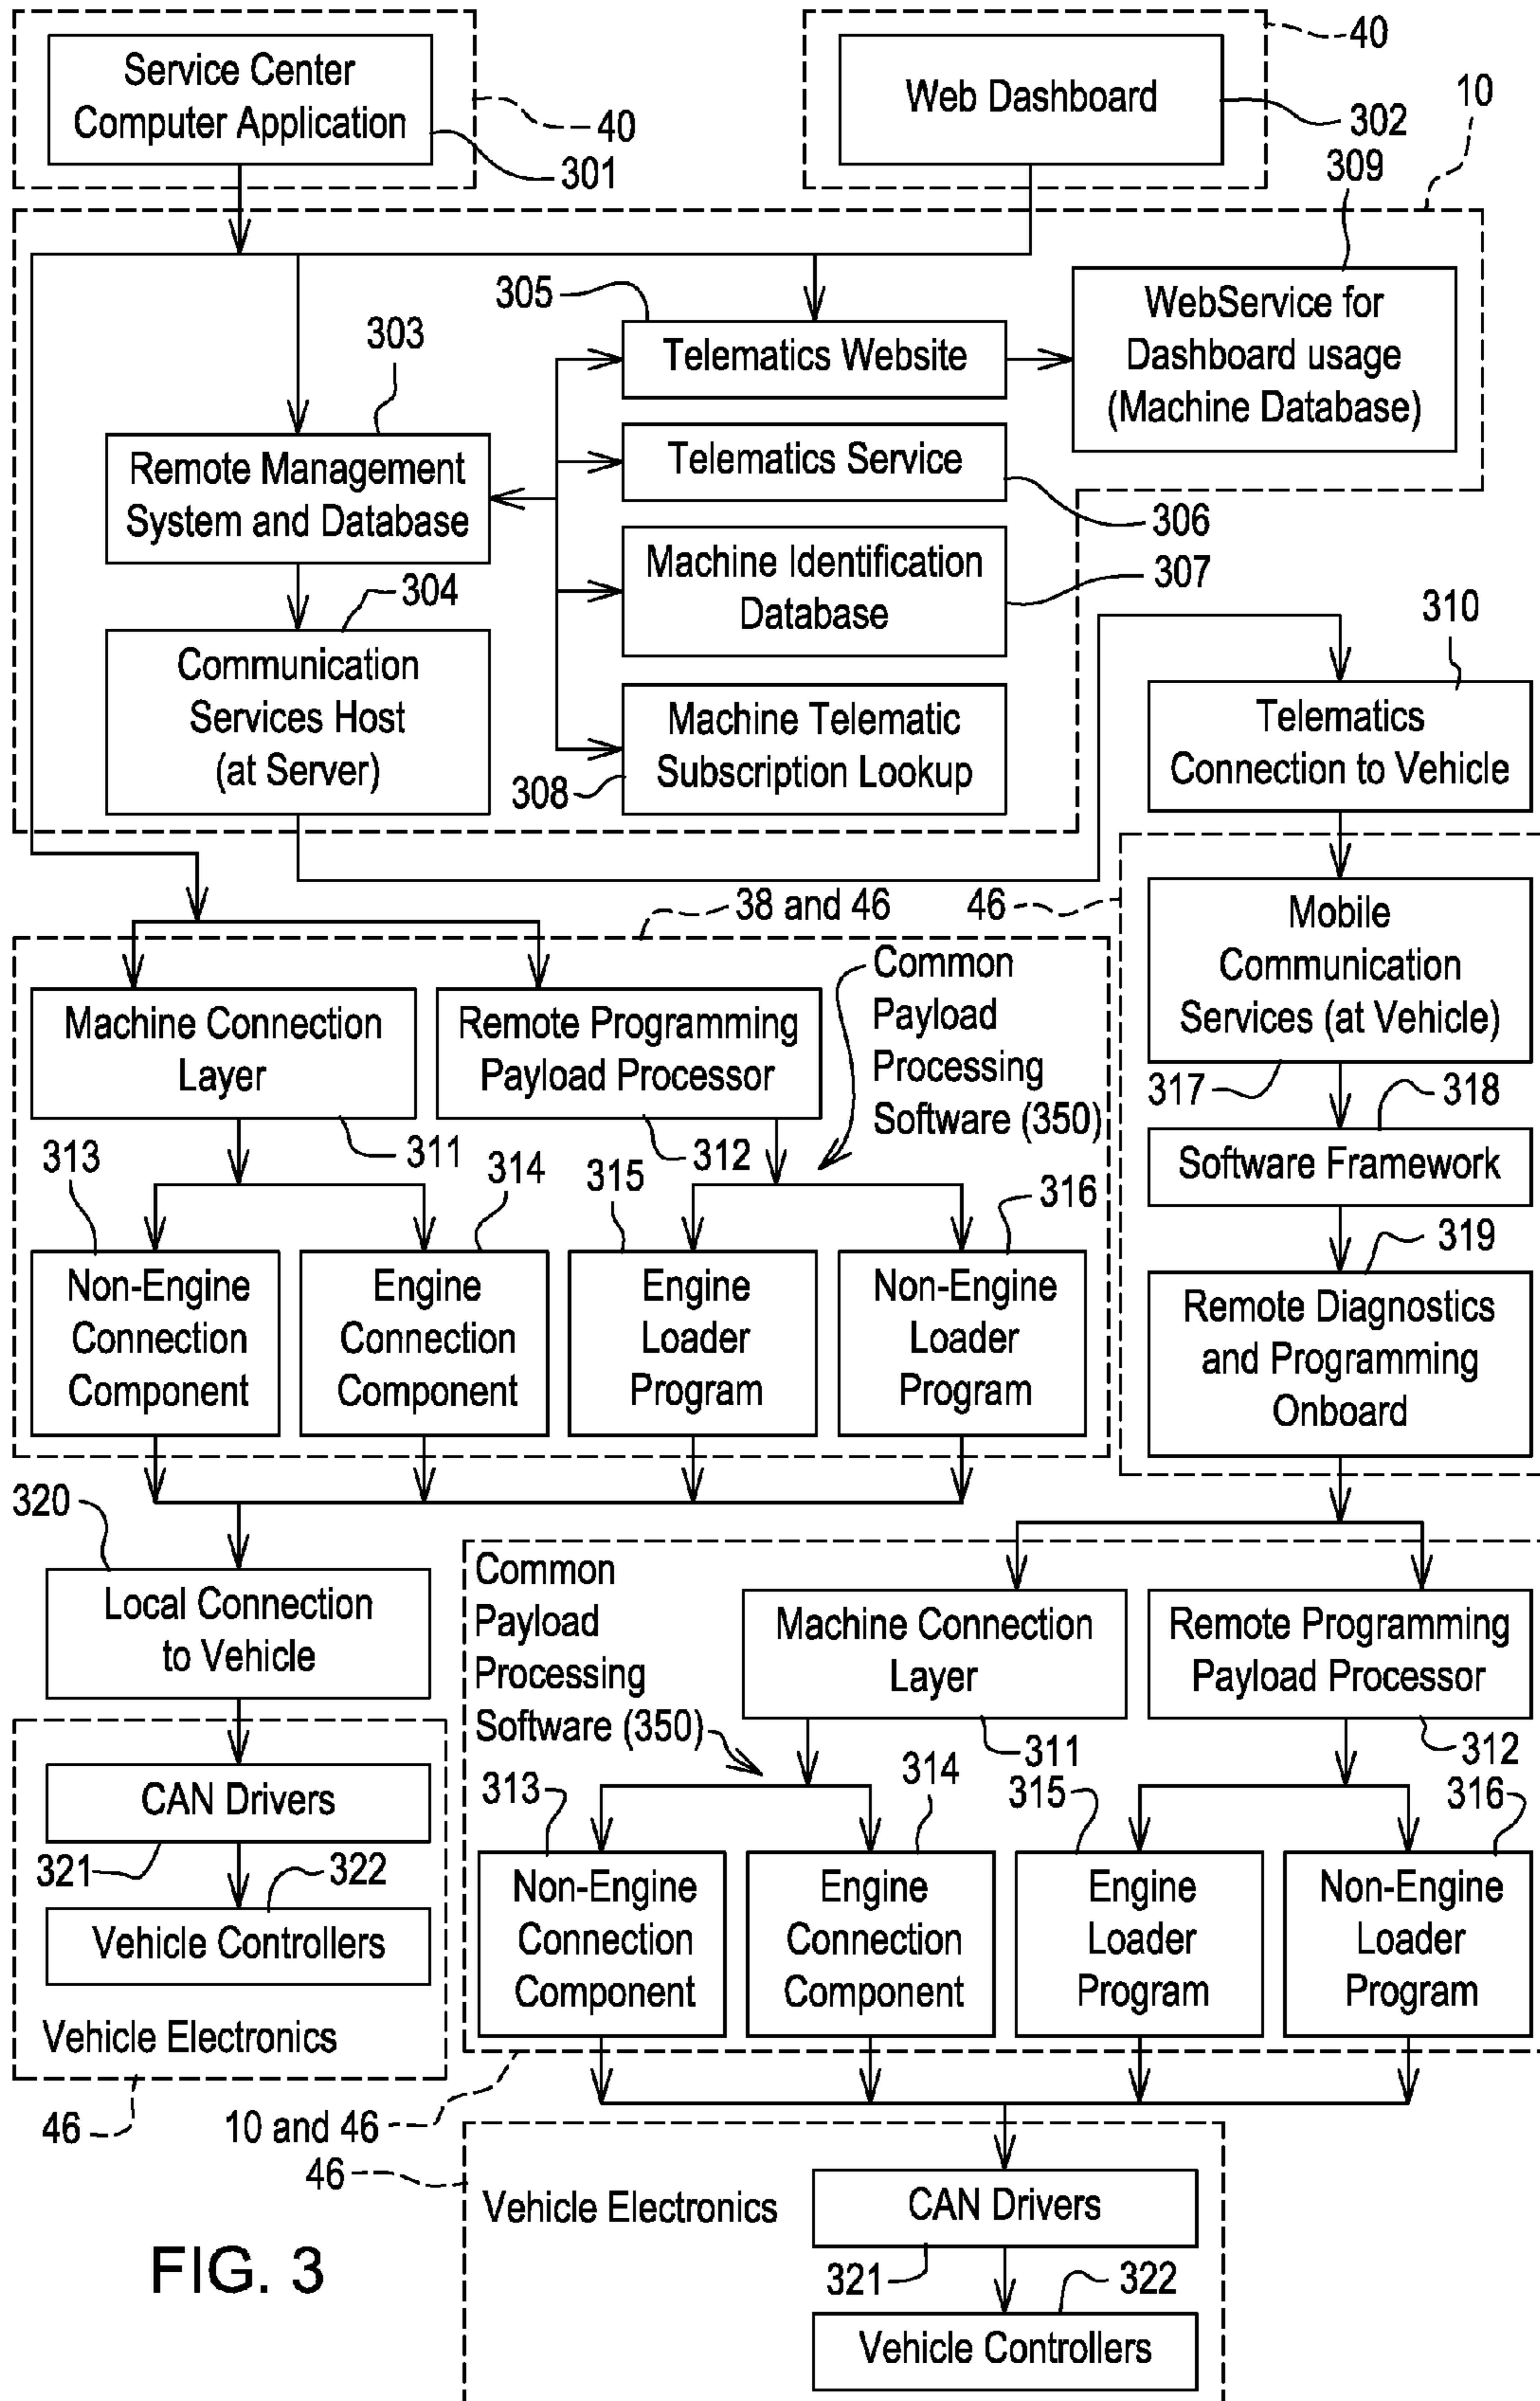 Service Center
Computer Application
40
301
Web Dashboard
40
302
10
309
WebService for
Dashboard usage
(Machine Database)
305
Telematics Website
303
Remote Management
System and Database
Telematics Service
306
Machine Identification
Database
307
304
Communication
Services Host
(at Server)
Machine Telematic
Subscription Lookup
308
310
Telematics
Connection to Vehicle
38 and 46
46
Mobile
Communication
Services (at Vehicle)
317
318
Software Framework
319
Remote Diagnostics
and Programming
Onboard
Common
Payload
Processing
Software (350)
Machine Connection
Layer
311
Remote Programming
Payload Processor
312
313
314
315
316
Non-Engine
Connection
Component
Engine
Connection
Component
Engine
Loader
Program
Non-Engine
Loader
Program
320
Local Connection
to Vehicle
CAN Drivers
321
322
Vehicle Controllers
Vehicle Electronics
46
Common
Payload
Processing
Software (350)
Machine Connection
Layer
311
Remote Programming
Payload Processor
312
313
314
315
316
Non-Engine
Connection
Component
Engine
Connection
Component
Engine
Loader
Program
Non-Engine
Loader
Program
10 and 46
46
Vehicle Electronics
CAN Drivers
321
322
Vehicle Controllers
FIG. 3